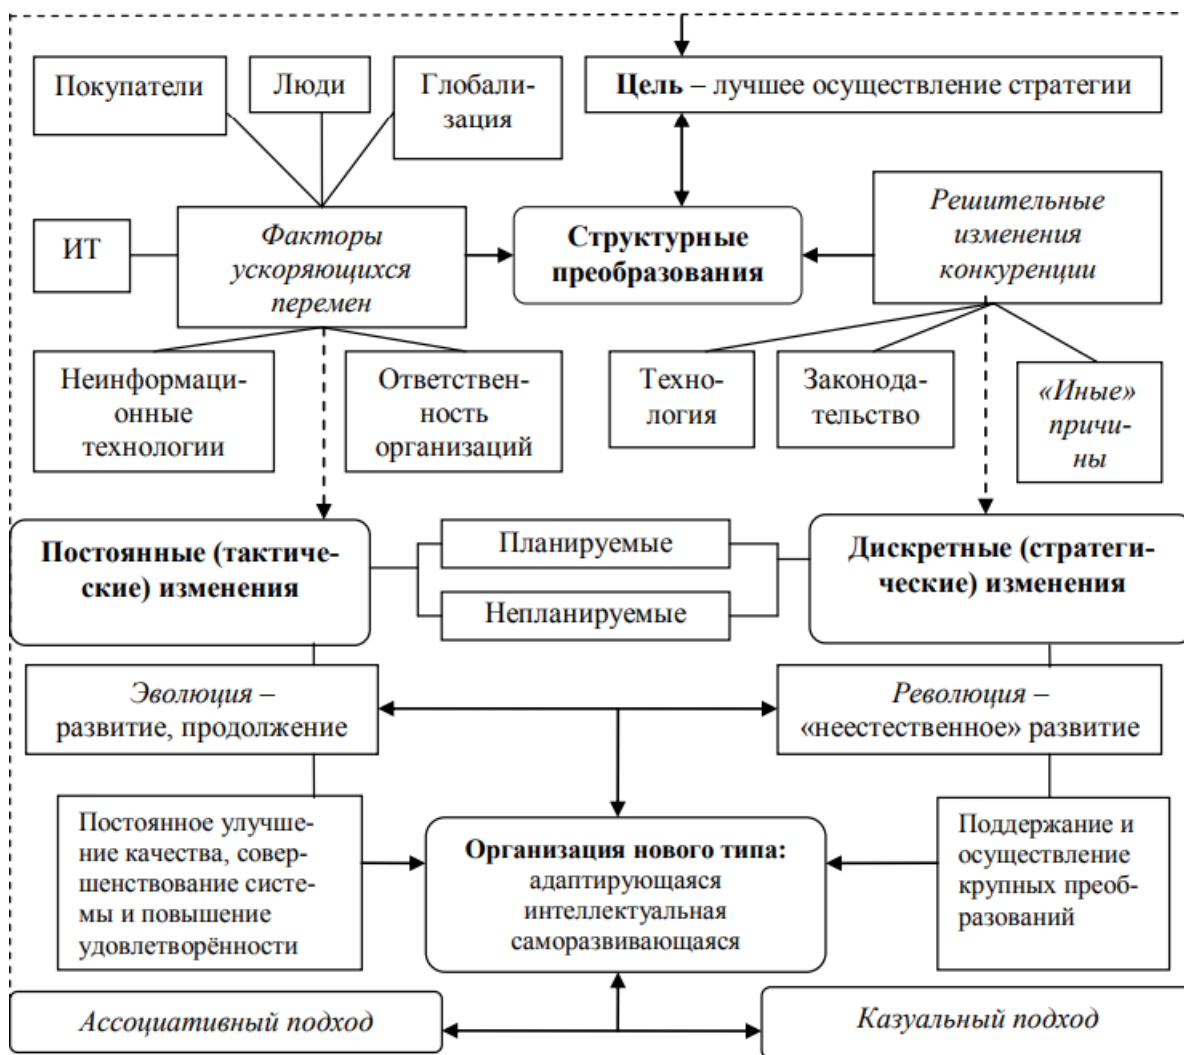 Покупатели
Люди
Глобали-
зация
Цель – лучшее осуществление стратегии
ИТ
Факторы
ускоряющихся
перемен
Структурные
преобразования
Решительные
изменения
конкуренции
Неинформаци-
онные
технологии
Ответствен-
ность
организаций
Техно-
логия
Законода-
тельство
«Иные»
причи-
ны
Постоянные (тактиче-
ские) изменения
Планируемые
Непланируемые
Дискретные (стратеги-
ческие) изменения
Эволюция –
развитие, продолжение
Революция –
«неестественное» развитие
Постоянное улучше-
ние качества, совер-
шенствование систе-
мы и повышение
удовлетворённости
Организация нового типа:
адаптирующаяся
интеллектуальная
саморазвивающаяся
Поддержание и
осуществление
крупных преоб-
разований
Ассоциативный подход
Казуальный подход